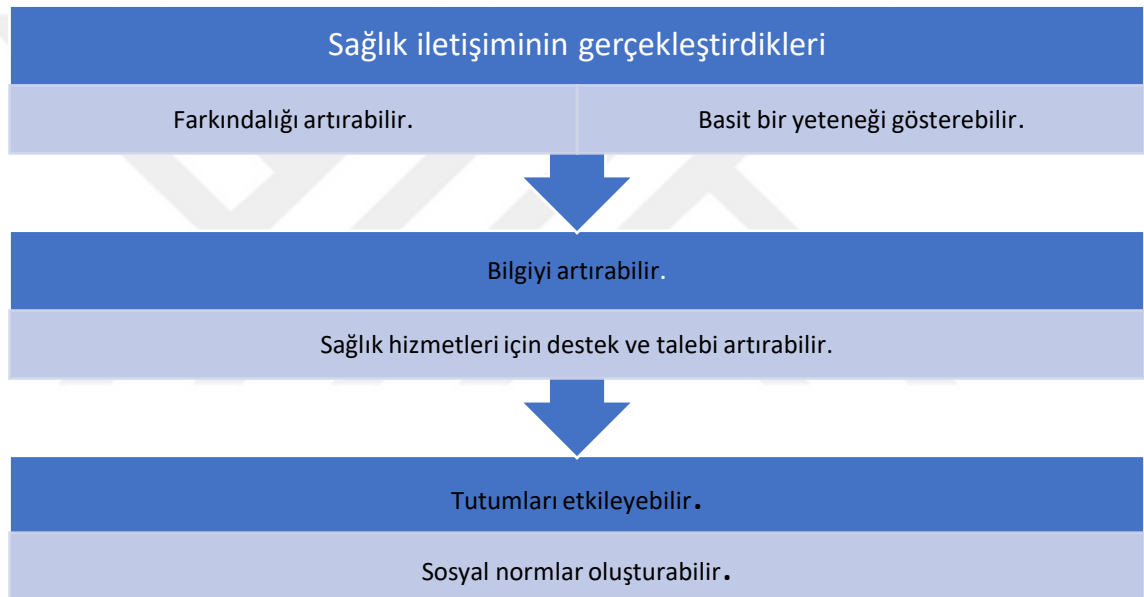 Sağlık iletişiminin gerçekleştirdikleri
Farkındalığı artırabilir.
Basit bir yeteneği gösterebilir.
Bilgiyi artırabilir.
Sağlık hizmetleri için destek ve talebi artırabilir.
Tutumları etkileyebilir.
Sosyal normlar oluşturabilir.